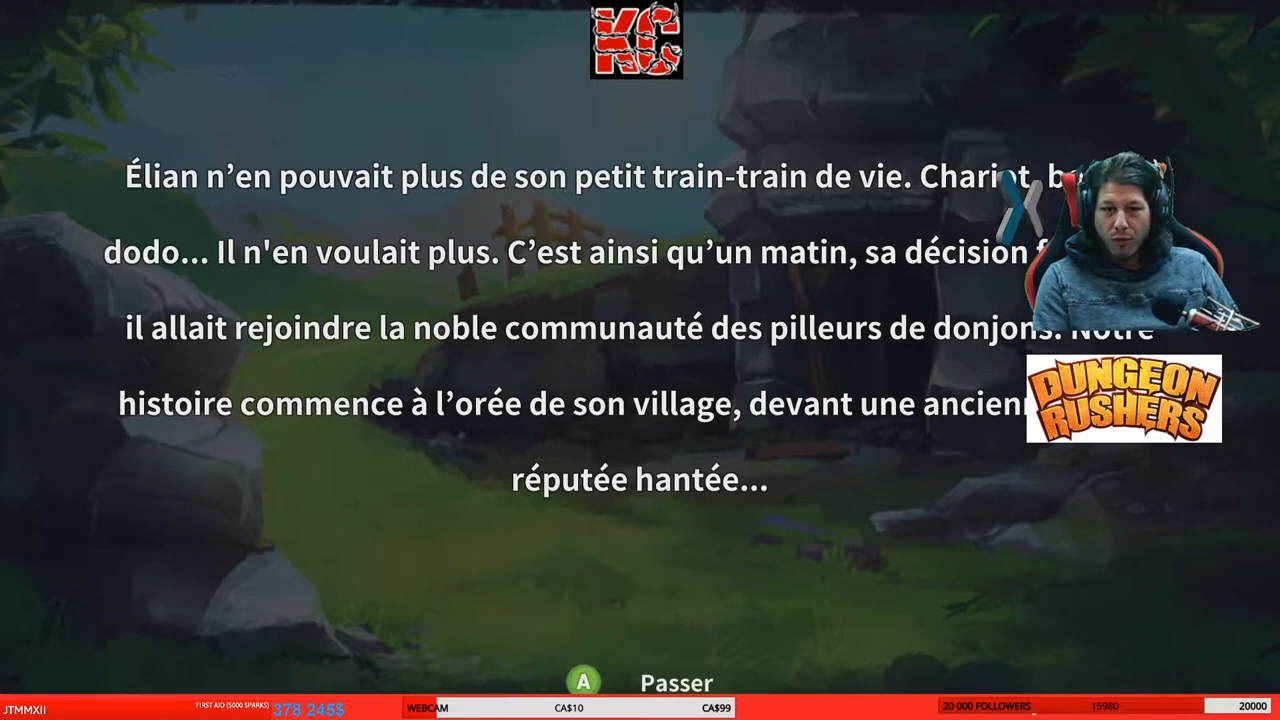 KC
Élian n’en pouvait plus de son petit train-train de vie. Chariot,
dodo... Il n'en voulait plus. C’est ainsi qu’un matin, sa décision
il allait rejoindre la noble communauté des pilleurs de donjons. Notre
histoire commence à l’orée de son village, devant une
réputée hantée...
DUNGEON
RUSHERS
A Passer
JTMMXII FIRST AID (5000 SPARKS) 378 245$ WEBCAM CA$10 CA$99 20 000 FOLLOWERS 15980 20000